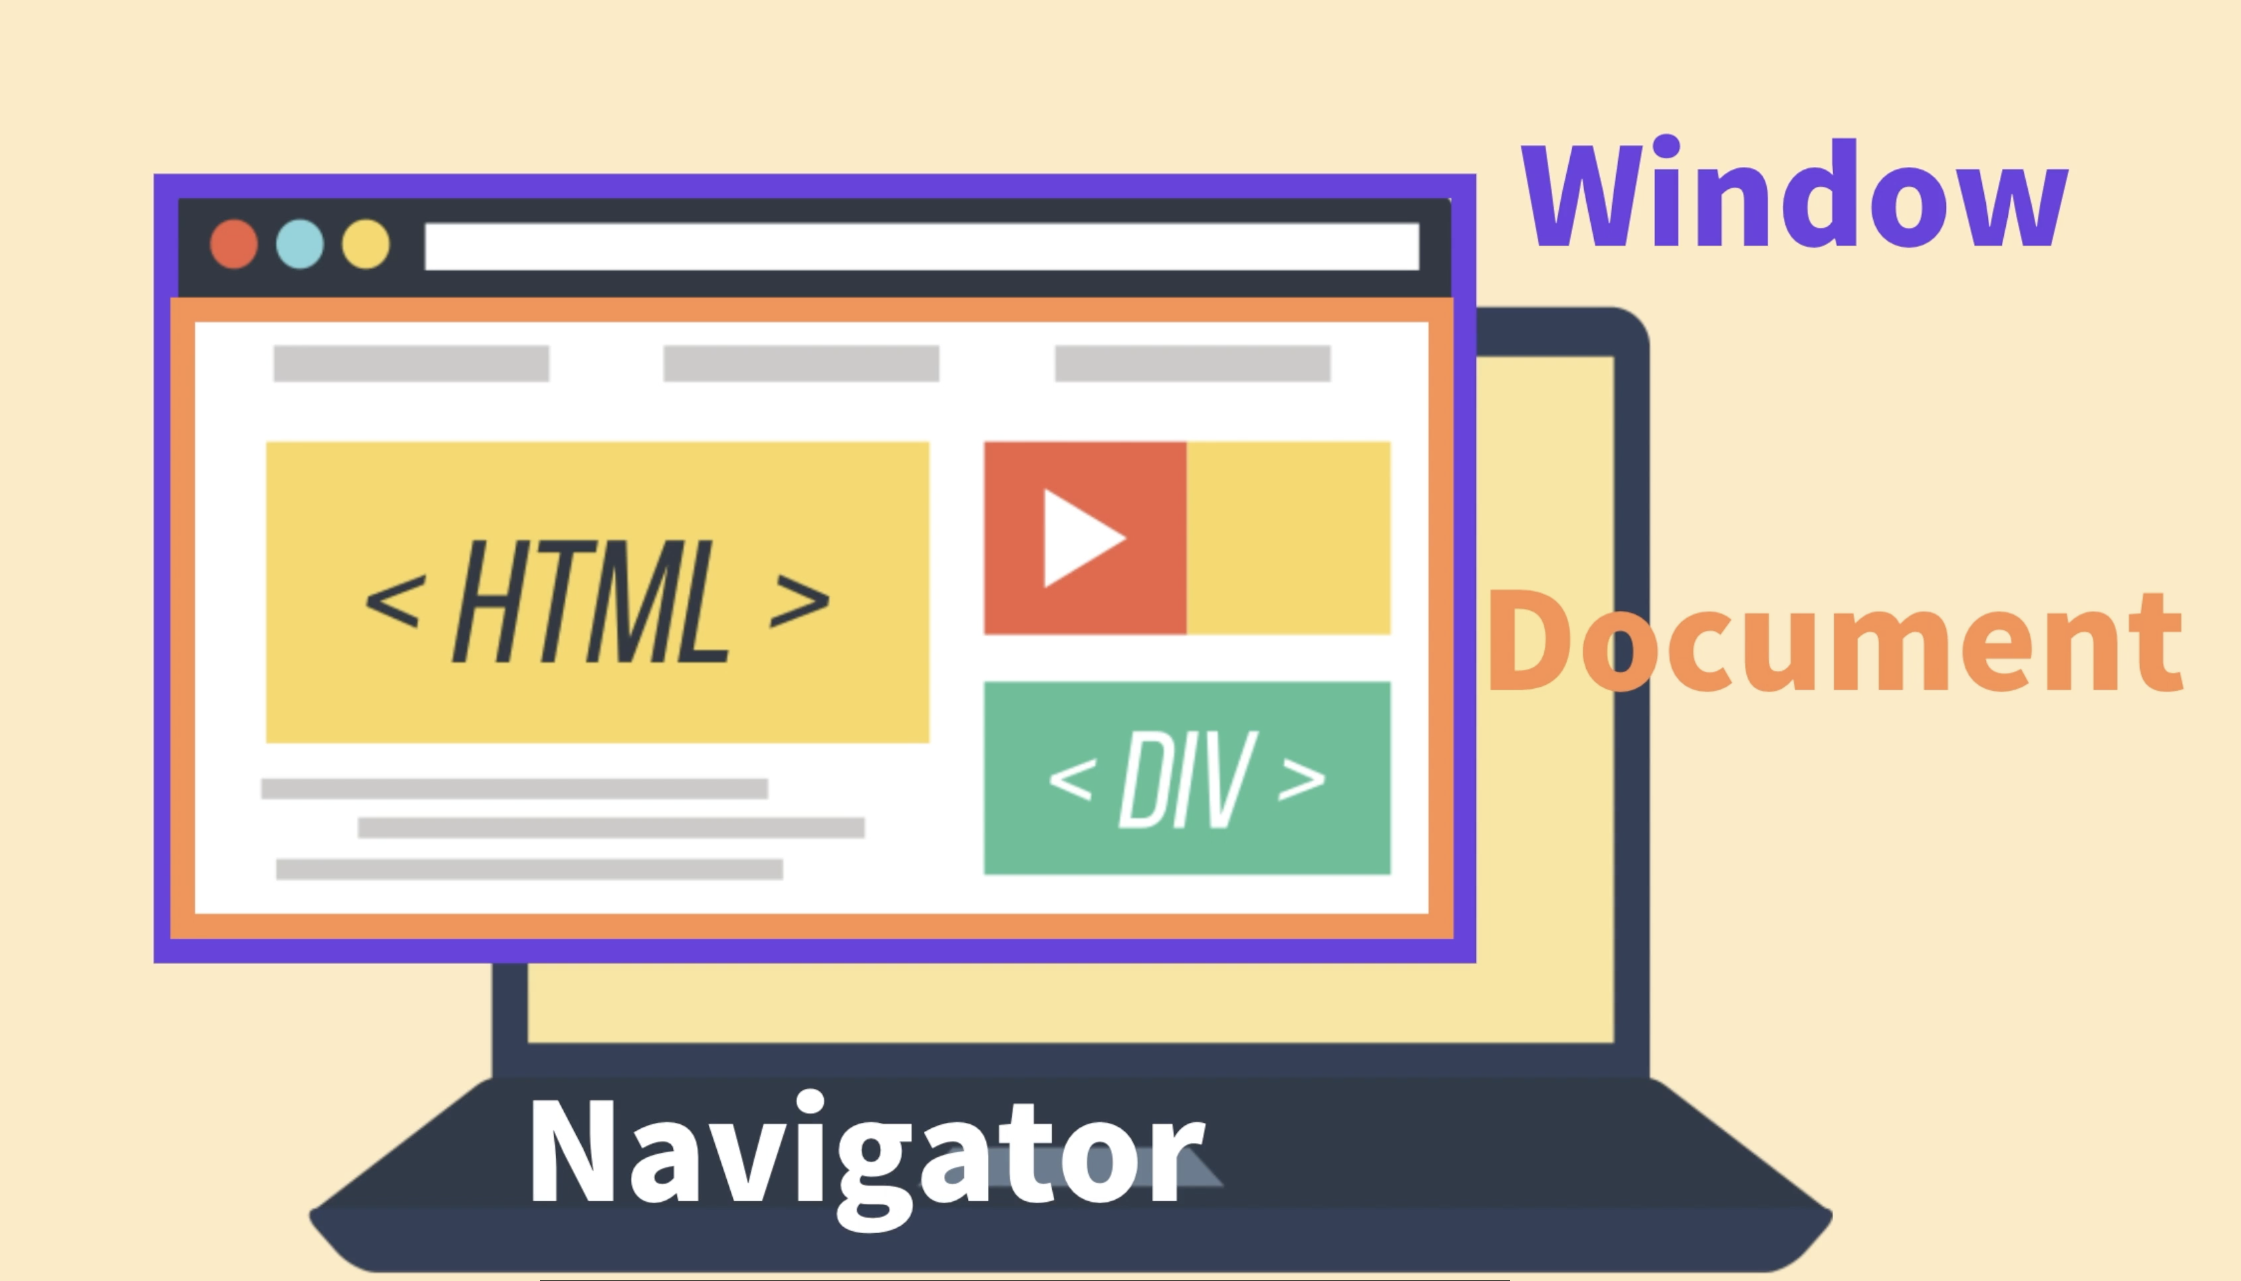 Window
< HTML >
Document
< DIV >
Navigator